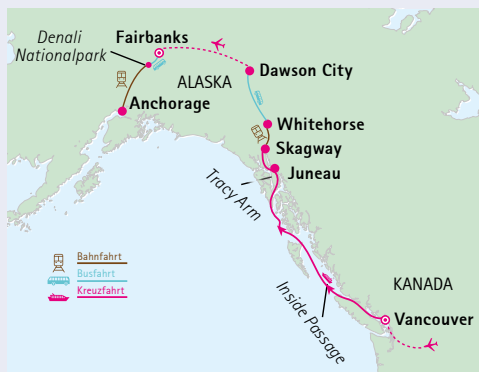 Fairbanks
Denali
Nationalpark
ALASKA
Dawson City
Anchorage
Whitehorse
Skagway
Juneau
Tracy Arm
Bahnfahrt
Busfahrt
Kreuzfahrt
Inside Passage
KANADA
Vancouver